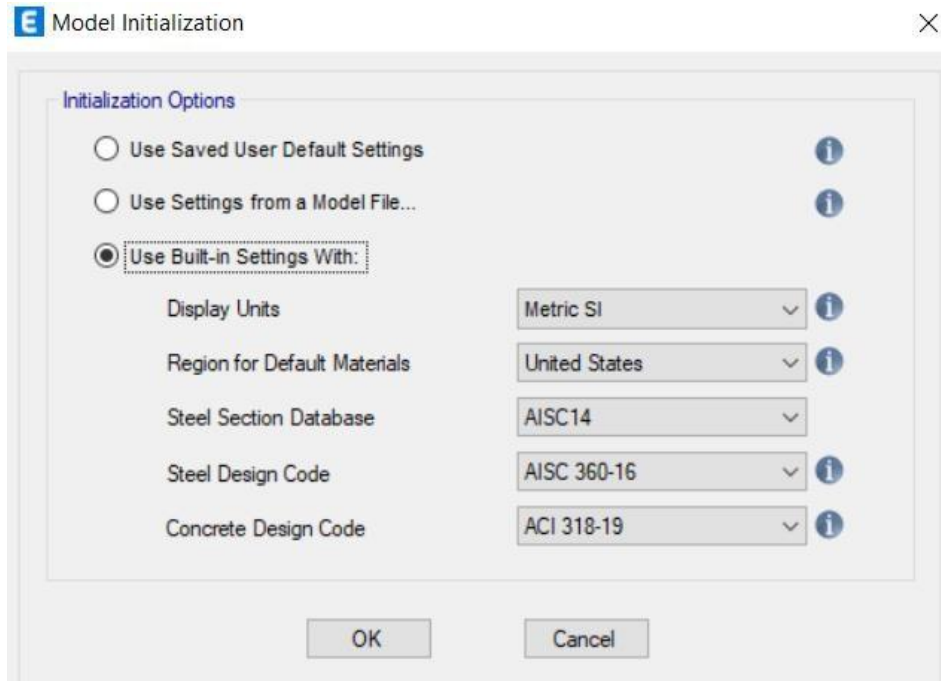 E Model Initialization
Initialization Options
Use Saved User Default Settings
Use Settings from a Model File...
Use Built-in Settings With:
Display Units Metric SI
Region for Default Materials United States
Steel Section Database AISC14
Steel Design Code AISC 360-16
Concrete Design Code ACI 318-19
OK Cancel